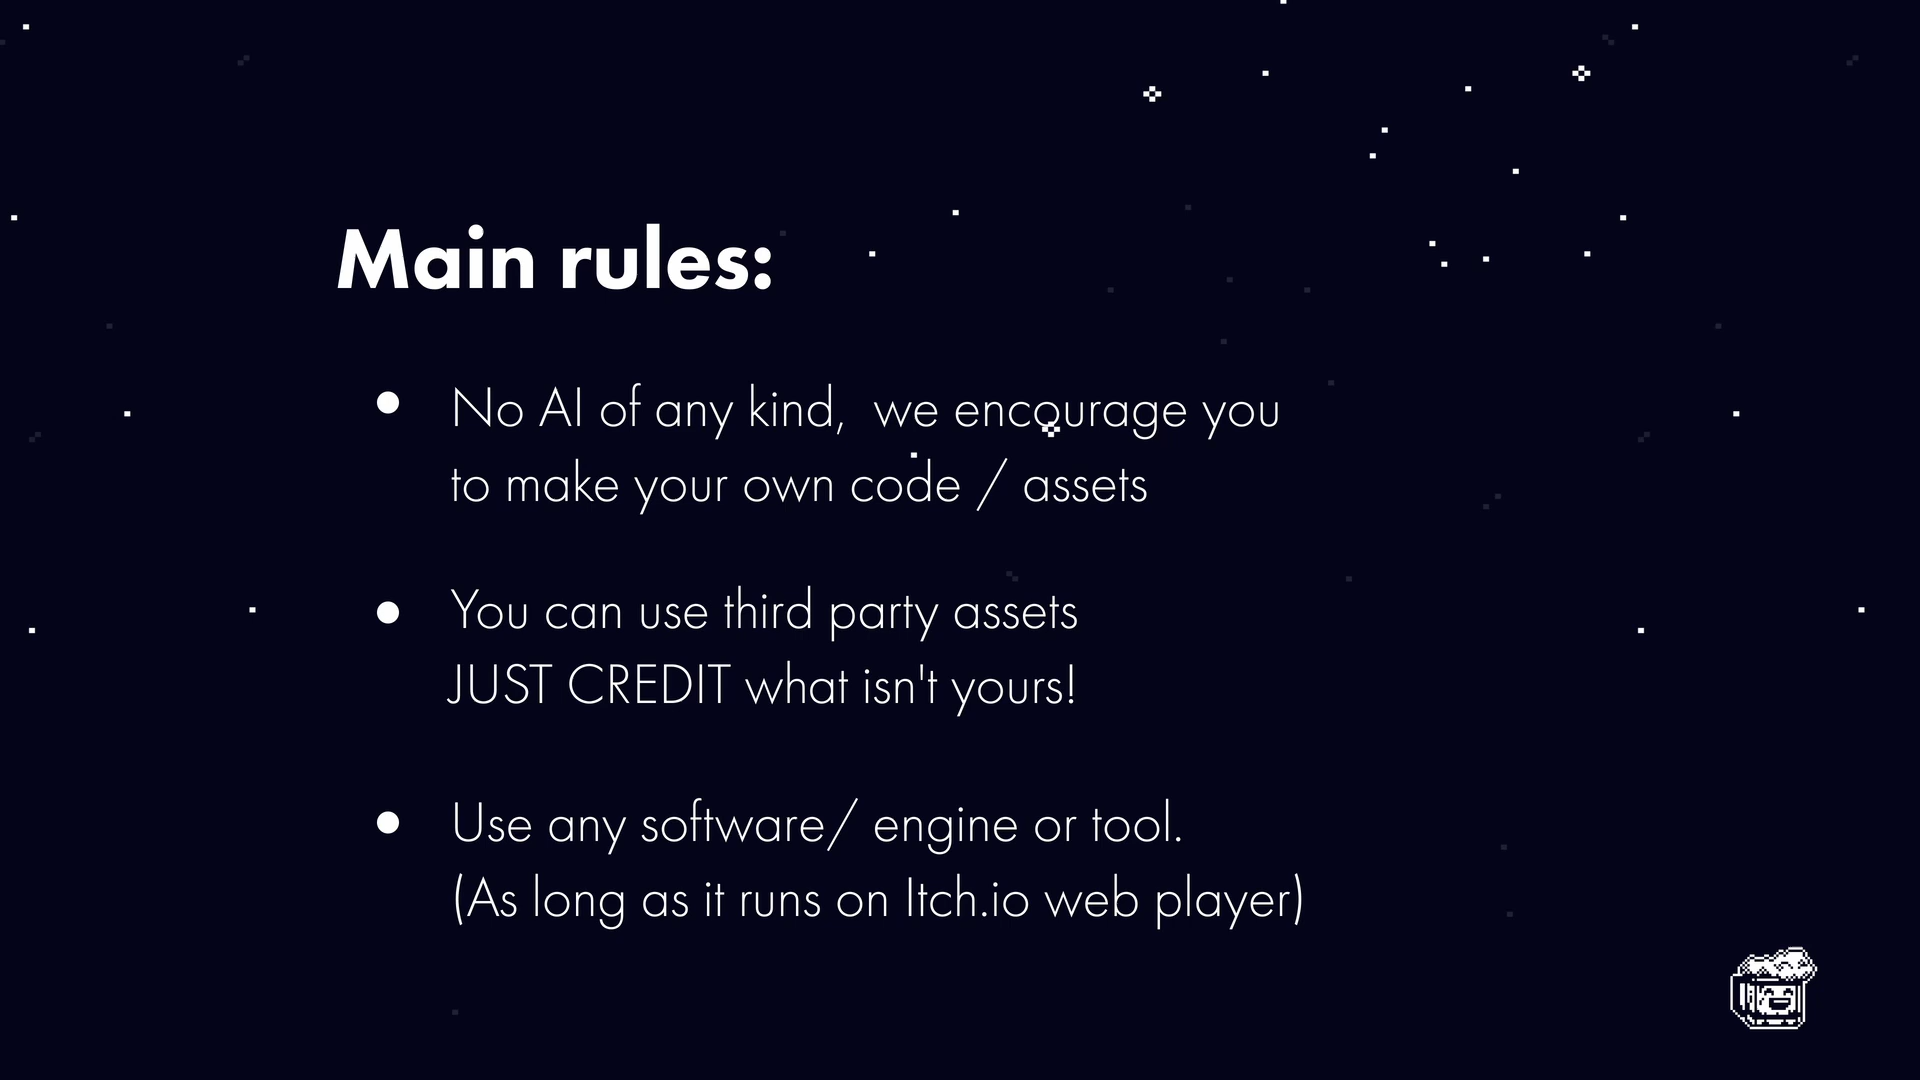 Main rules:
No AI of any kind,  we encourage you
to make your own code / assets
You can use third party assets
JUST CREDIT what isn't yours!
Use any software/ engine or tool.
(As long as it runs on Itch.io web player)